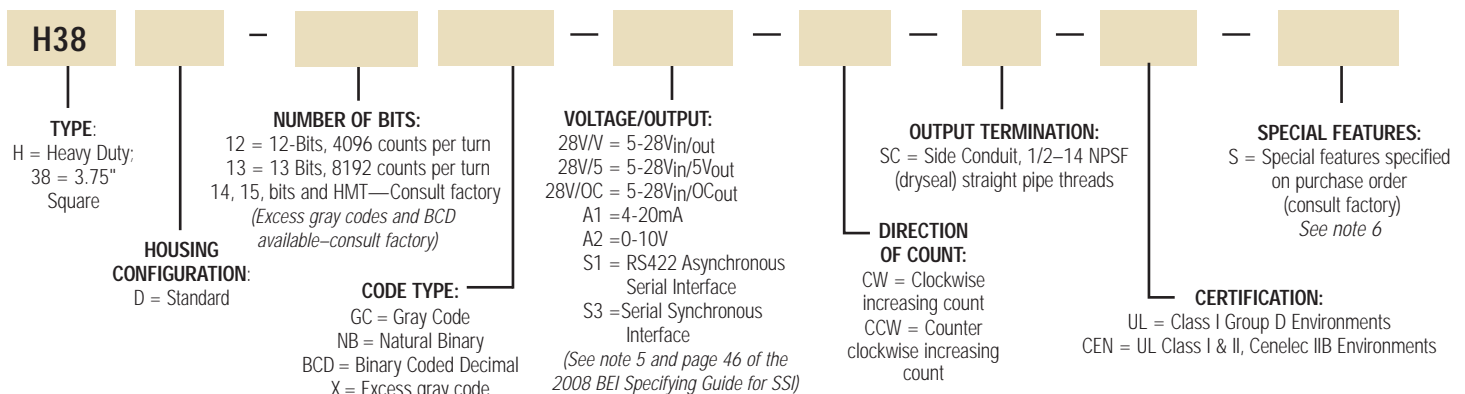 H38 – – – – – –
TYPE:
H = Heavy Duty;
38 = 3.75"
Square
HOUSING
CONFIGURATION:
D = Standard
NUMBER OF BITS:
12 = 12-Bits, 4096 counts per turn
13 = 13 Bits, 8192 counts per turn
14, 15, bits and HMT—Consult factory
(Excess gray codes and BCD
available–consult factory)
CODE TYPE:
GC = Gray Code
NB = Natural Binary
BCD = Binary Coded Decimal
X = Excess gray code
VOLTAGE/OUTPUT:
28V/V = 5-28Vin/out
28V/5 = 5-28Vin/5Vout
28V/OC = 5-28Vin/OCout
A1 =4-20mA
A2 =0-10V
S1 = RS422 Asynchronous
Serial Interface
S3 =Serial Synchronous
Interface
(See note 5 and page 46 of the
2008 BEI Specifying Guide for SSI)
DIRECTION
OF COUNT:
CW = Clockwise
increasing count
CCW = Counter
clockwise increasing
count
OUTPUT TERMINATION:
SC = Side Conduit, 1/2–14 NPSF
(dryseal) straight pipe threads
CERTIFICATION:
UL = Class I Group D Environments
CEN = UL Class I & II, Cenelec IIB Environments
SPECIAL FEATURES:
S = Special features specified
on purchase order
(consult factory)
See note 6